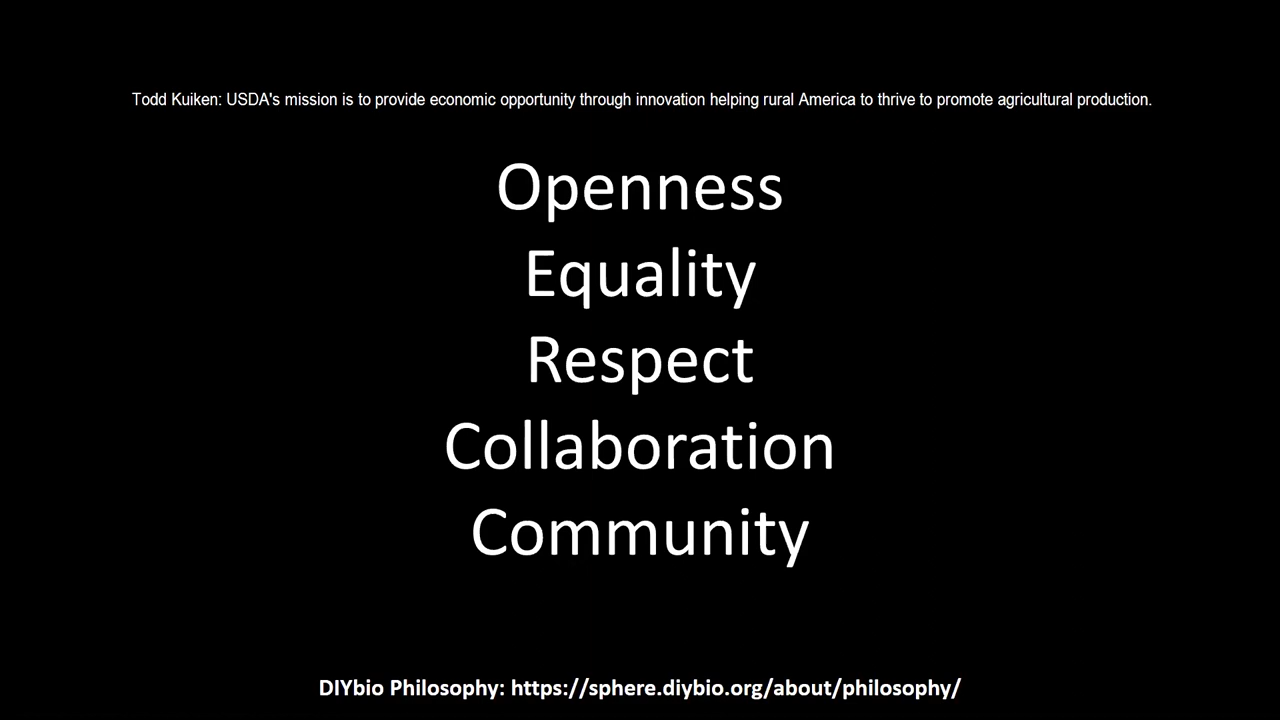 Todd Kuiken: USDA's mission is to provide economic opportunity through innovation helping rural America to thrive to promote agricultural production.
Openness
Equality
Respect
Collaboration
Community
DIYbio Philosophy: https://sphere.diybio.org/about/philosophy/